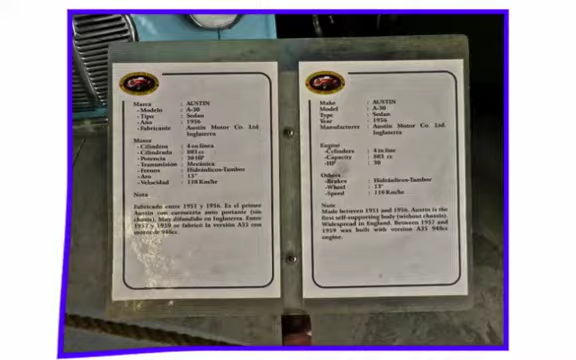 Marca : AUSTIN
- Modelo : A-30
- Tipo : Sedan
- Año : 1956
- Fabricante : Austin Motor Co. Ltd
Inglaterra
Motor
- Cilindros : 4 en línea
- Cilindrada : 803 cc
- Potencia : 30 HP
- Transmisión : Mecánica
- Frenos : Hidráulicos-Tambor
- Aro : 13"
- Velocidad : 110 Km/h
Nota
Fabricado entre 1951 y 1956. Es el primer
Austin con carrocería auto portante (sin
chasis). Muy difundido en Inglaterra. Entre
1957 y 1959 se fabricó la versión A35 con
motor de 948cc.
Make : AUSTIN
Model : A-30
Type : Sedan
Year : 1956
Manufacturer : Austin Motor Co. Ltd.
Inglaterra
Engine
-Cylinders : 4 in line
-Capacity : 803 cc
-HP : 30
Others
-Brakes : Hidráulicos-Tambor
-Wheel : 13"
-Speed : 110 Km/h
Note
Made between 1951 and 1956. Austin is the
first self-supporting body (without chassis).
Widespread in England. Between 1957 and
1959 was built with version A35 948cc
engine.